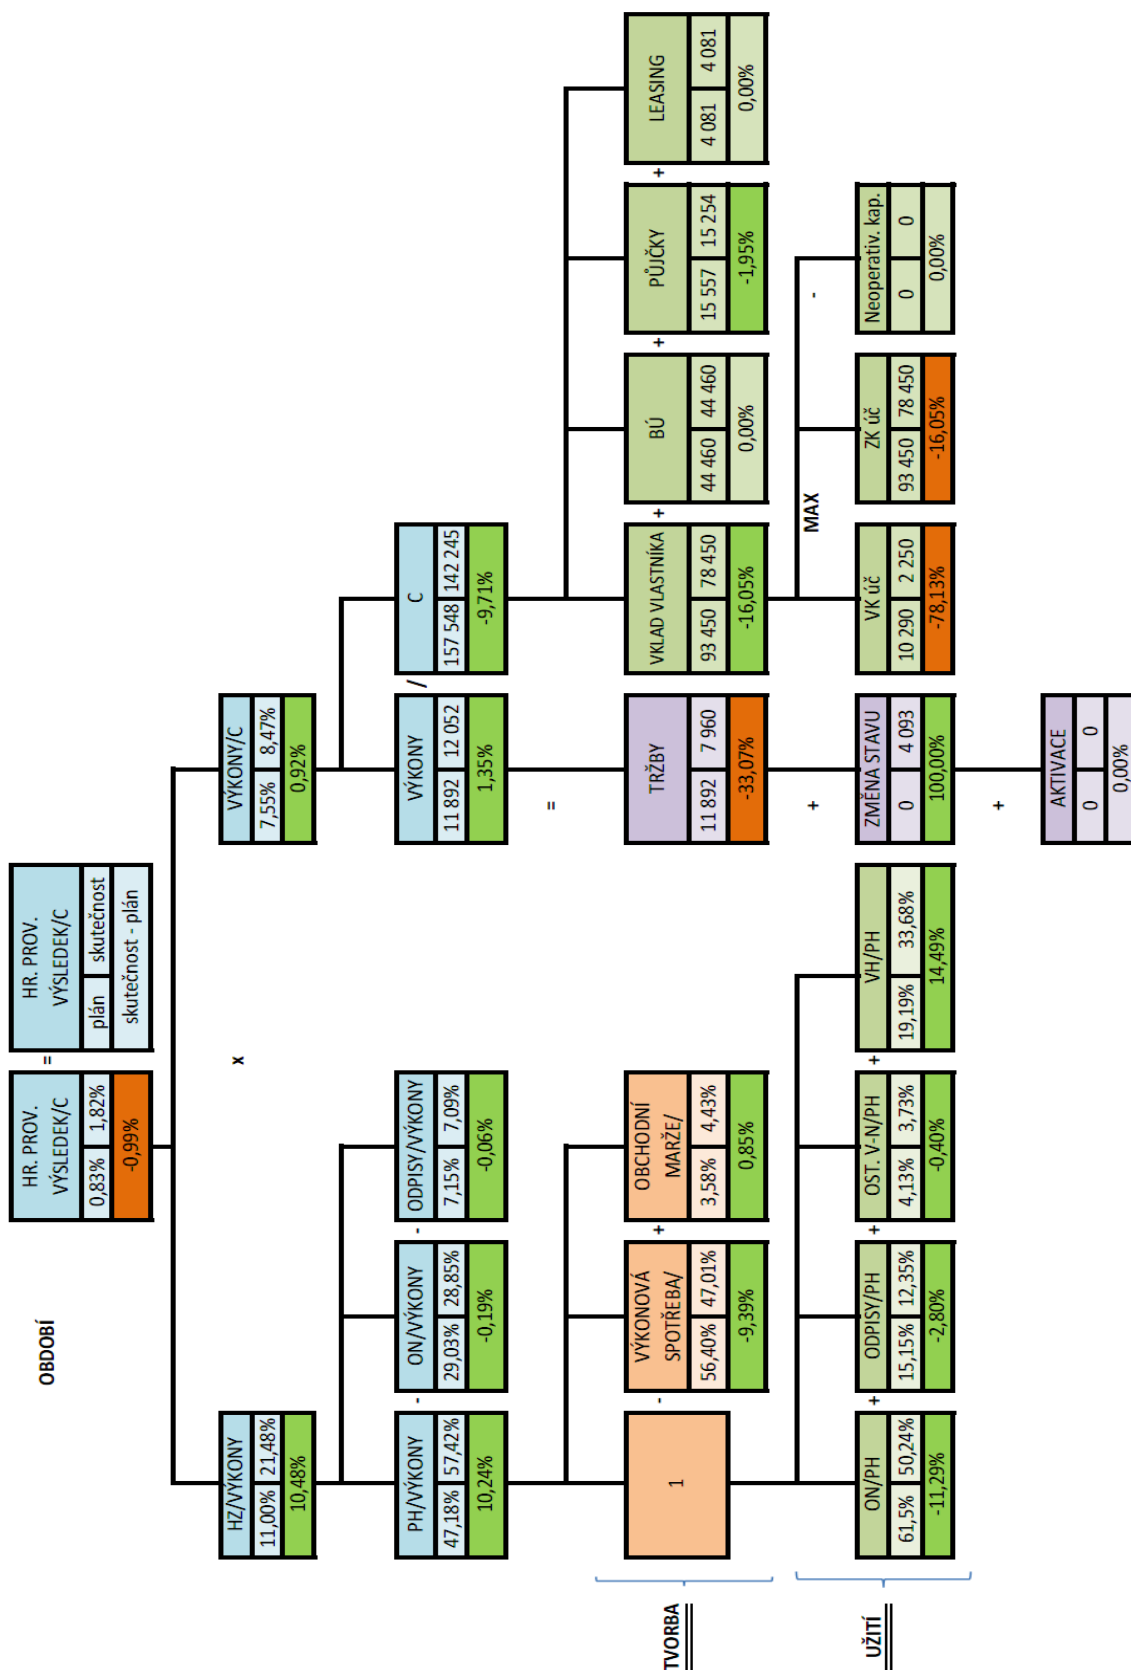 OBDOBÍ
HR. PROV.
VÝSLEDEK/C
0,83% 1,82%
-0,99%
=
HR. PROV.
VÝSLEDEK/C
plán skutečnost
skutečnost - plán
HZ/VÝKONY
11,00% 21,48%
10,48%
x
VÝKONY/C
7,55% 8,47%
0,92%
PH/VÝKONY
47,18% 57,42%
10,24%
-
ON/VÝKONY
29,03% 28,85%
-0,19%
-
ODPISY/VÝKONY
7,15% 7,09%
-0,06%
VÝKONY
11 892 12 052
1,35%
/
C
157 548 142 245
-9,71%
=
TVORBA
1
-
VÝKONOVÁ
SPOTŘEBA/
56,40% 47,01%
-9,39%
+
OBCHODNÍ
MARŽE/
3,58% 4,43%
0,85%
TRŽBY
11 892 7 960
-33,07%
VKLAD VLASTNÍKA
93 450 78 450
-16,05%
+
BÚ
44 460 44 460
0,00%
+
PŮJČKY
15 557 15 254
-1,95%
+
LEASING
4 081 4 081
0,00%
+
MAX
-
UŽITÍ
ON/PH
61,5% 50,24%
-11,29%
+
ODPISY/PH
15,15% 12,35%
-2,80%
+
OST. V-N/PH
4,13% 3,73%
-0,40%
+
VH/PH
19,19% 33,68%
14,49%
ZMĚNA STAVU
0 4 093
100,00%
VK úč
10 290 2 250
-78,13%
ZK úč
93 450 78 450
-16,05%
Neoperativ. kap.
0 0
0,00%
+
AKTIVACE
0 0
0,00%